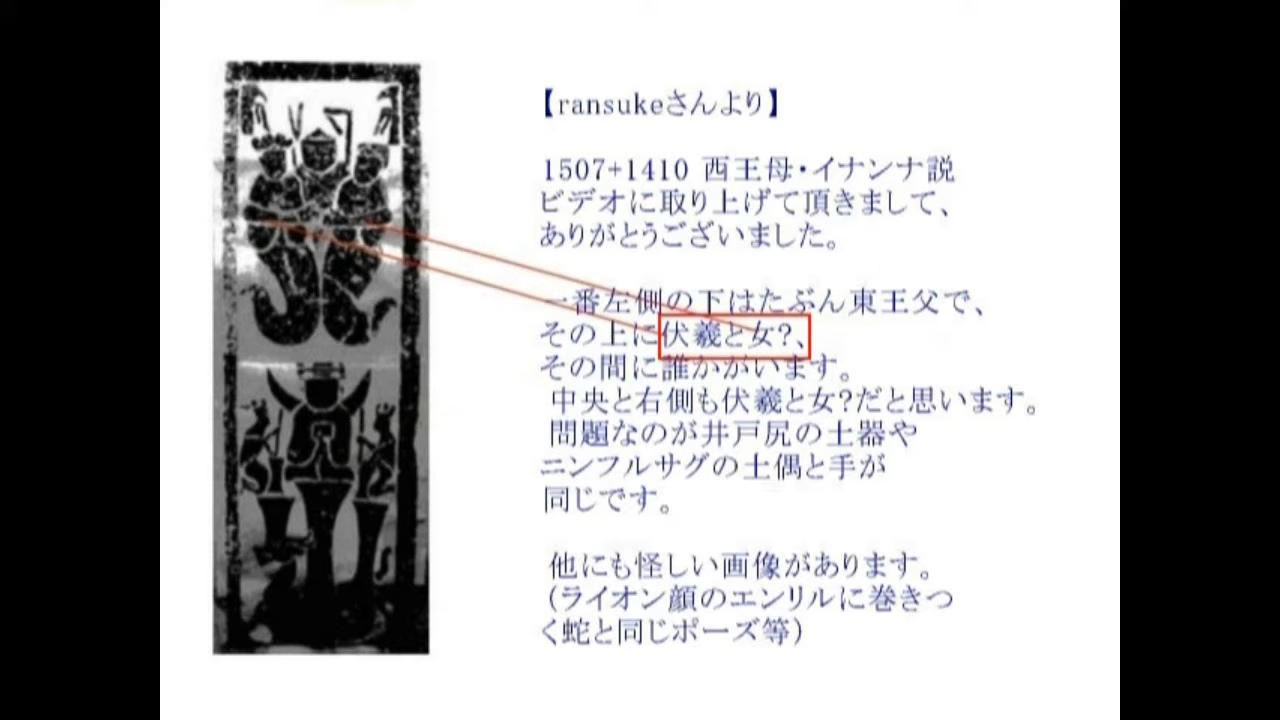 【ransukeさんより】
1507+1410 西王母・イナンナ説
ビデオに取り上げて頂きまして、
ありがとうございました。
一番左側の下はたぶん東王父で、
その上に伏羲と女?、
その間に誰かがいます。
中央と右側も伏羲と女?だと思います。
問題なのが井戸尻の土器や
ニンフルサグの土偶と手が
同じです。
他にも怪しい画像があります。
（ライオン顔のエンリルに巻きつ
く蛇と同じポーズ等）